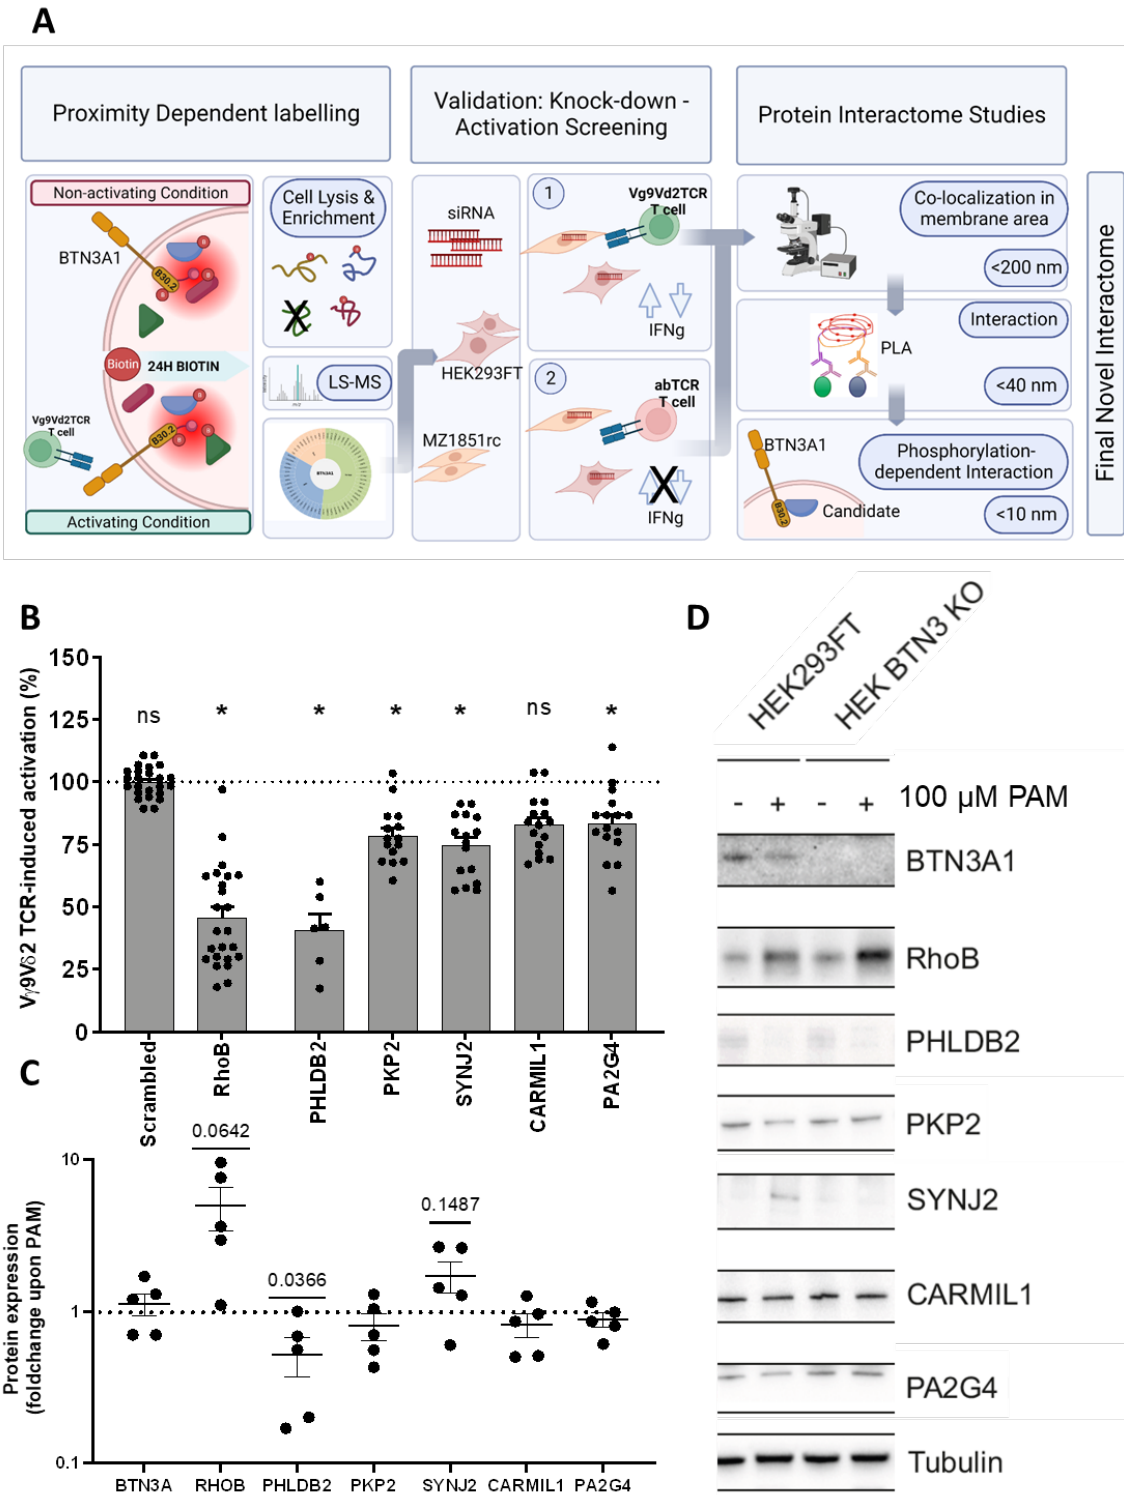 A
Proximity Dependent labelling
Validation: Knock-down -
Activation Screening
Protein Interactome Studies
Non-activating Condition
BTN3A1
B30.2
B
B
B
Biotin
24H BIOTIN
Vg9Vd2TCR
T cell
B30.2
Activating Condition
Cell Lysis &
Enrichment
X
LS-MS
BTN3A1
siRNA
HEK293FT
MZ1851rc
1
Vg9Vd2TCR
T cell
IFNg
2
abTCR
T cell
X
IFNg
Co-localization in
membrane area
<200 nm
Interaction
PLA
<40 nm
BTN3A1
Phosphorylation-
dependent Interaction
B30.2
Candidate
<10 nm
Final Novel Interactome
B
Vγ9Vδ2 TCR-induced activation (%)
150
125
100
75
50
25
0
ns
*
*
*
*
ns
*
Scrambled
RhoB
PHLDB2
PKP2
SYNJ2
CARMIL1
PA2G4
C
Protein expression
(foldchange upon PAM)
10
1
0.1
0.0642
0.0366
0.1487
BTN3A
RHOB
PHLDB2
PKP2
SYNJ2
CARMIL1
PA2G4
D
HEK293FT
HEK BTN3 KO
- + - + 100 µM PAM
BTN3A1
RhoB
PHLDB2
PKP2
SYNJ2
CARMIL1
PA2G4
Tubulin